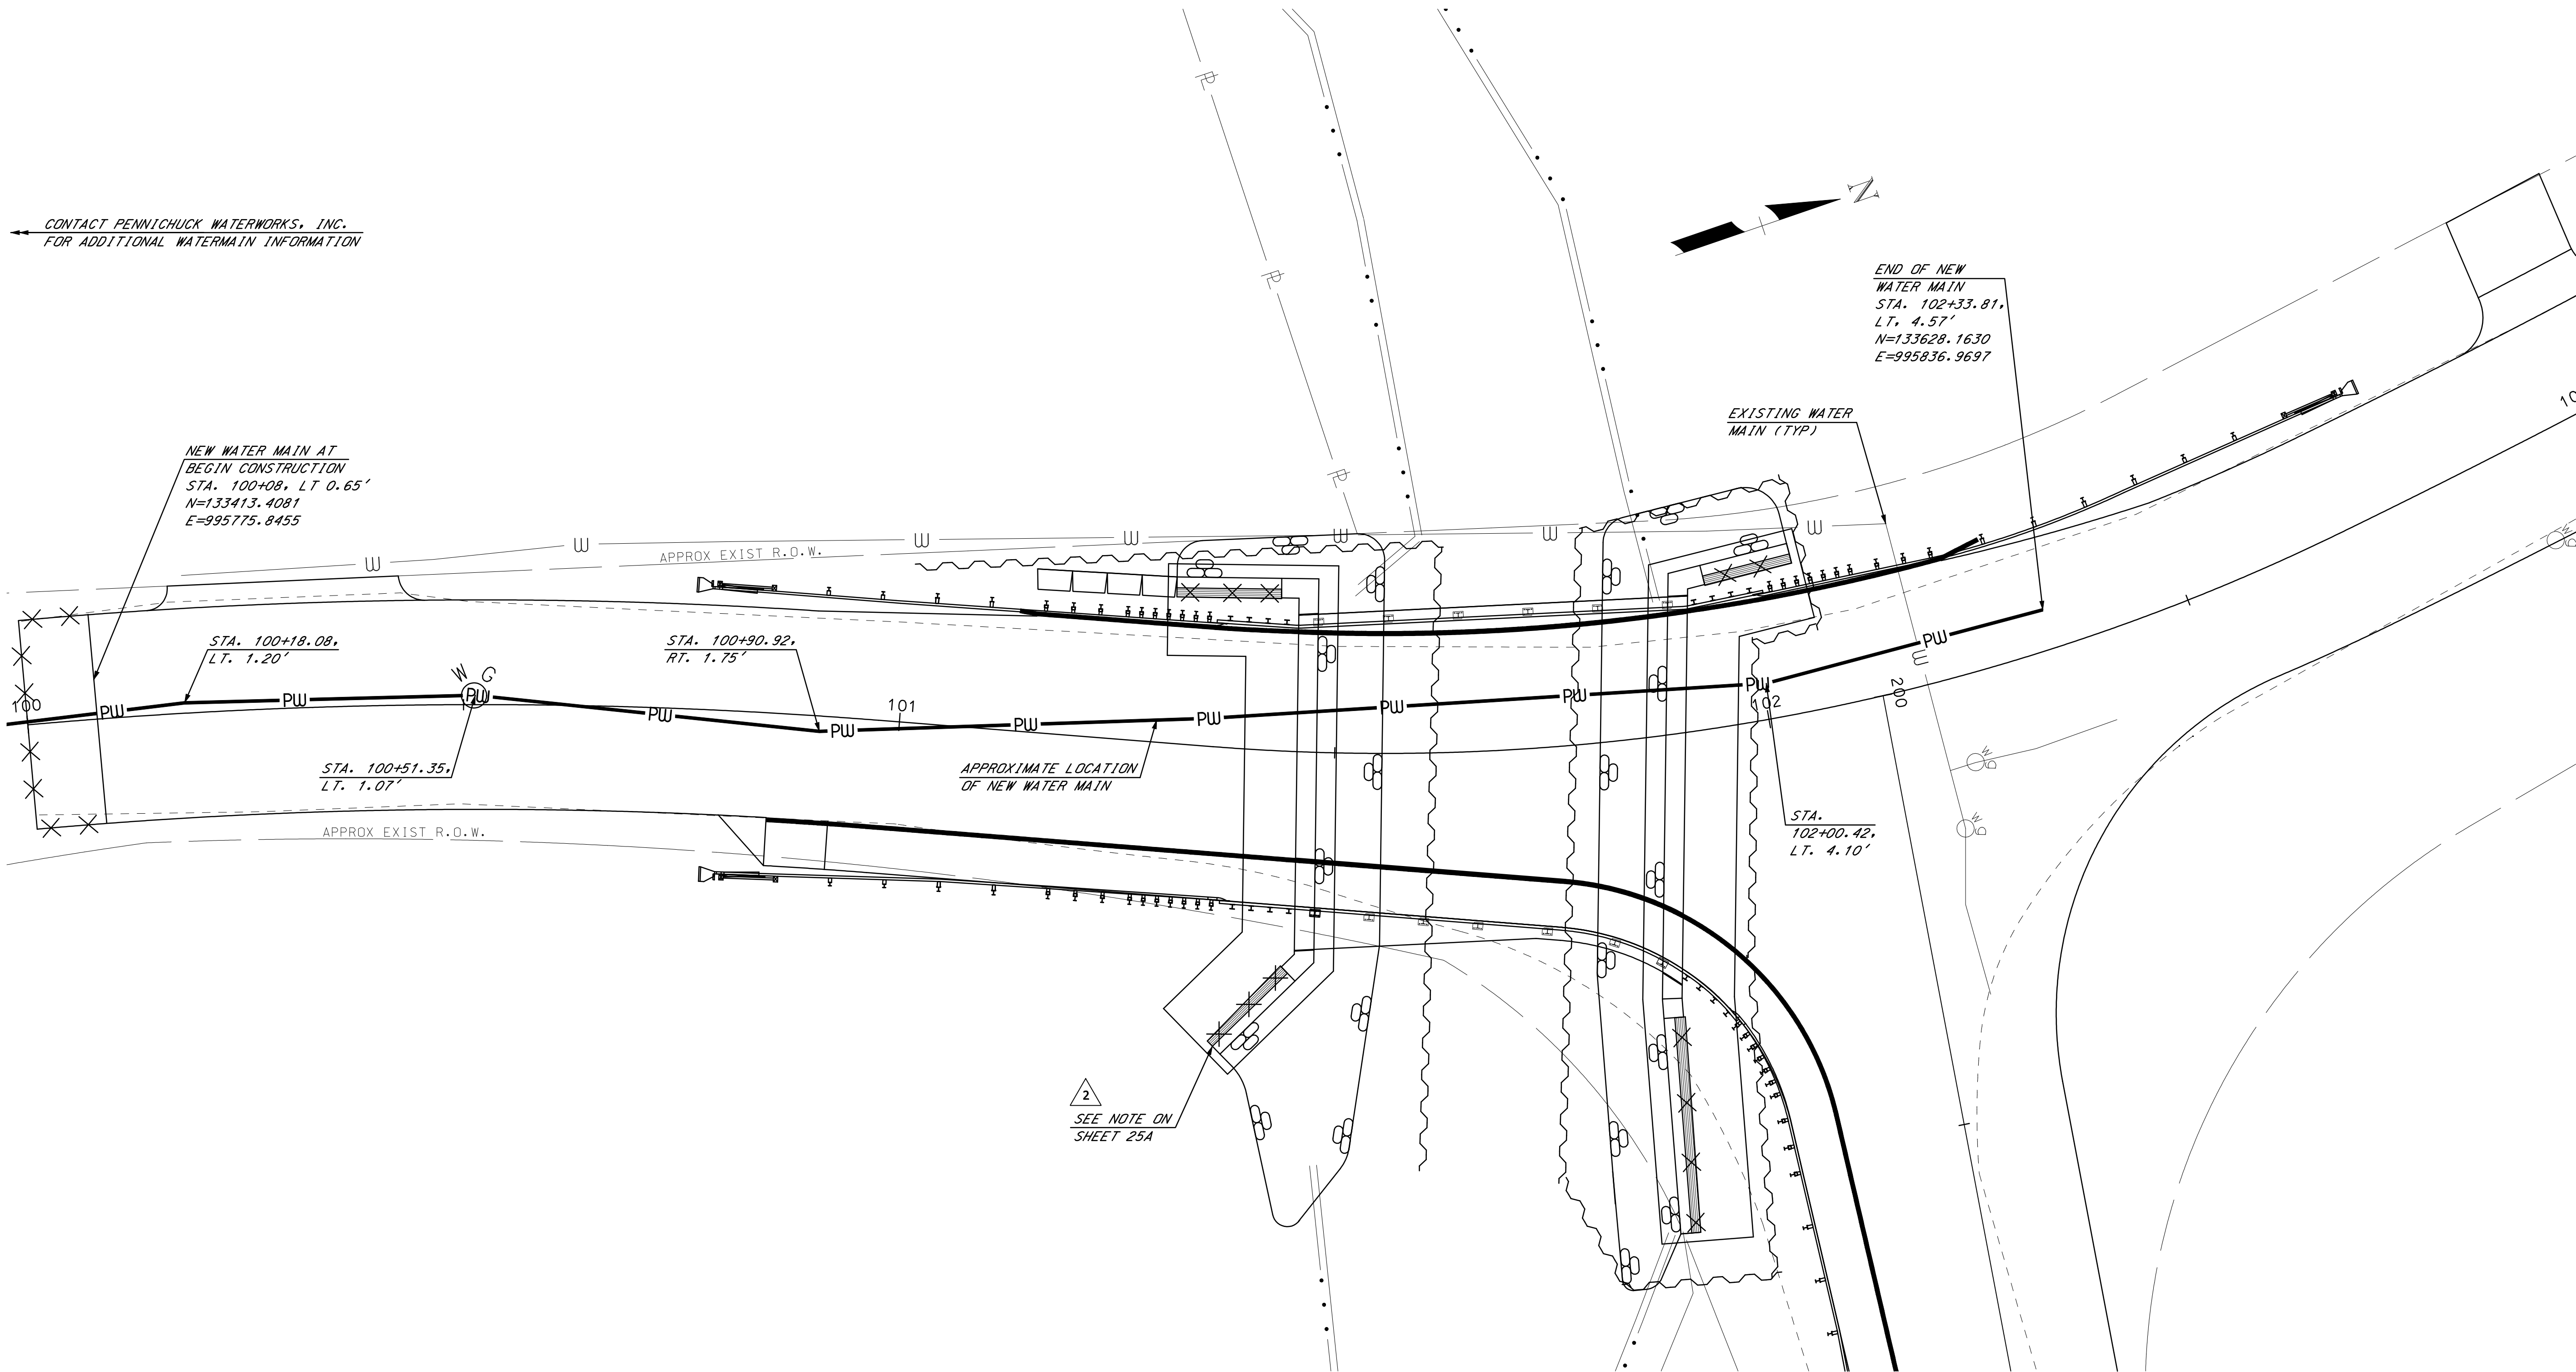 CONTACT PENNICHUCK WATERWORKS, INC.
FOR ADDITIONAL WATERMAIN INFORMATION
N
END OF NEW
WATER MAIN
STA. 102+33.81,
LT, 4.57'
N=133628.1630
E=995836.9697
EXISTING WATER
MAIN (TYP)
NEW WATER MAIN AT
BEGIN CONSTRUCTION
STA. 100+08, LT 0.65'
N=133413.4081
E=995775.8455
W W W W W W W
APPROX EXIST R.O.W.
STA. 100+18.08,
LT. 1.20'
W G
STA. 100+90.92,
RT. 1.75'
100
101
102
200
PW PW PW PW PW PW PW PW PW PW PW
W
STA. 100+51.35,
LT. 1.07'
APPROXIMATE LOCATION
OF NEW WATER MAIN
STA.
102+00.42,
LT. 4.10'
APPROX EXIST R.O.W.
2
SEE NOTE ON
SHEET 25A